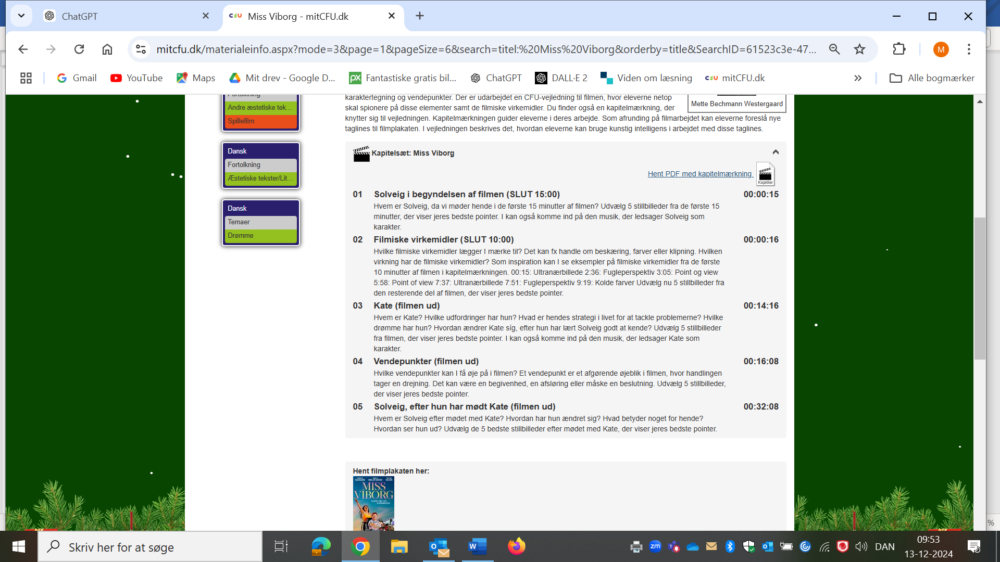 ChatGPT
Miss Viborg - mitCFU.dk
mitcfu.dk/materialeinfo.aspx?mode=3&page=1&pageSize=6&search=titel:%20Miss%20Viborg&orderby=title&SearchID=61523c3e-47...
M
Gmail
YouTube
Maps
Mit drev - Google D...
Fantastiske gratis bil...
ChatGPT
DALL·E 2
Viden om læsning
mitCFU.dk
Alle bogmærker
Fortolkning
Andre æstetiske tek...
Spillefilm
Dansk
Fortolkning
Æstetiske tekster/Lit...
Dansk
Temaer
Drømme
karaktertegning og vendepunkter. Der er udarbejdet en CFU-vejledning til filmen, hvor eleverne netop
skal spionere på disse elementer samt de filmiske virkemidler. Du finder også en kapitelmærkning, der
knytter sig til vejledningen. Kapitelmærkningen guider eleverne i deres arbejde. Som afrunding på filmarbejdet kan eleverne foreslå nye
taglines til filmplakaten. I vejledningen beskrives det, hvordan eleverne kan bruge kunstig intelligens i arbejdet med disse taglines.
Mette Bechmann Westergaard
Kapitelsæt: Miss Viborg
Hent PDF med kapitelmærkning
Kapitler
01 Solveig i begyndelsen af filmen (SLUT 15:00) 00:00:15
Hvem er Solveig, da vi møder hende i de første 15 minutter af filmen? Udvælg 5 stillbilleder fra de første 15
minutter, der viser jeres bedste pointer. I kan også komme ind på den musik, der ledsager Solveig som
karakter.
02 Filmiske virkemidler (SLUT 10:00) 00:00:16
Hvilke filmiske virkemidler lægger I mærke til? Det kan fx handle om beskæring, farver eller klipning. Hvilken
virkning har de filmiske virkemidler? Som inspiration kan I se eksempler på filmiske virkemidler fra de første
10 minutter af filmen i kapitelmærkningen. 00:15: Ultranærbillede 2:36: Fugleperspektiv 3:05: Point og view
5:58: Point of view 7:37: Ultranærbillede 7:51: Fugleperspektiv 9:19: Kolde farver Udvælg nu 5 stillbilleder fra
den resterende del af filmen, der viser jeres bedste pointer.
03 Kate (filmen ud) 00:14:16
Hvem er Kate? Hvilke udfordringer har hun? Hvad er hendes strategi i livet for at tackle problemerne? Hvilke
drømme har hun? Hvordan ændrer Kate síg, efter hun har lært Solveig godt at kende? Udvælg 5 stillbilleder
fra filmen, der viser jeres bedste pointer. I kan også komme ind på den musik, der ledsager Kate som
karakter.
04 Vendepunkter (filmen ud) 00:16:08
Hvilke vendepunkter kan I få øje på i filmen? Et vendepunkt er et afgørende øjeblik i filmen, hvor handlingen
tager en drejning. Det kan være en begivenhed, en afsløring eller måske en beslutning. Udvælg 5 stillbilleder,
der viser jeres bedste pointer.
05 Solveig, efter hun har mødt Kate (filmen ud) 00:32:08
Hvem er Solveig efter mødet med Kate? Hvordan har hun ændret sig? Hvad betyder noget for hende?
Hvordan ser hun ud? Udvælg de 5 bedste stillbilleder efter mødet med Kate, der viser jeres bedste pointer.
Hent filmplakaten her:
MISS
VIBORG
%
Skriv her for at søge
DAN
09:53
13-12-2024